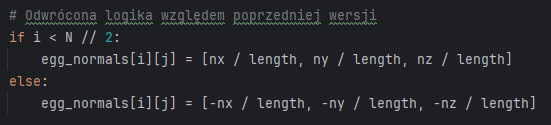 # Odwrócona logika względem poprzedniej wersji
if i < N // 2:
    egg_normals[i][j] = [nx / length, ny / length, nz / length]
else:
    egg_normals[i][j] = [-nx / length, -ny / length, -nz / length]